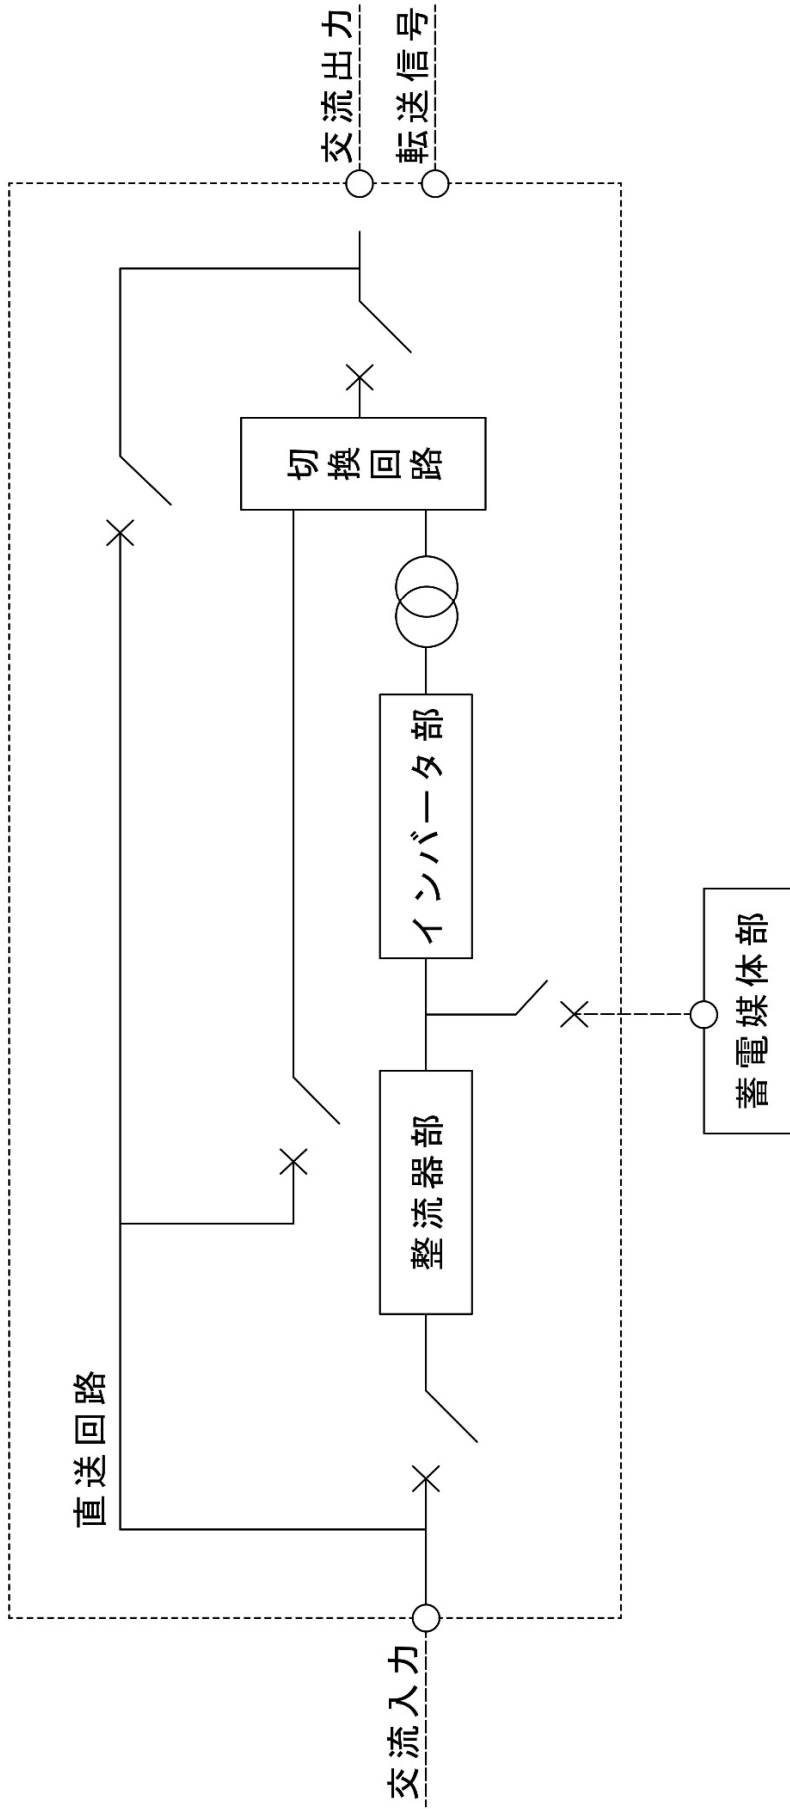 交流出力
転送信号
切換回路
インバータ部
蓄電媒体部
整流器部
直送回路
交流入力